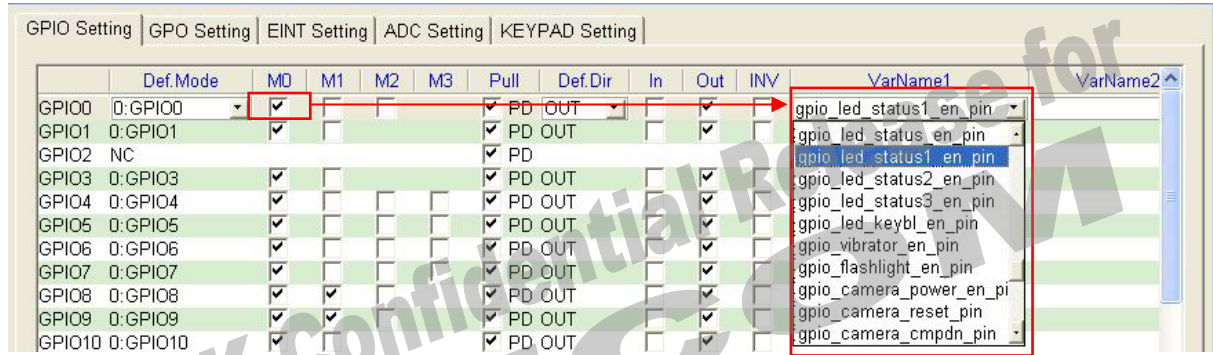 GPIO Setting GPO Setting EINT Setting ADC Setting KEYPAD Setting
Def.Mode M0 M1 M2 M3 Pull Def.Dir In Out INV VarName1 VarName2
GPIO0 0:GPIO0 PD OUT gpio_led_status1_en_pin
GPIO1 0:GPIO1 PD OUT gpio_led_status_en_pin
GPIO2 NC PD gpio_led_status1_en_pin
GPIO3 0:GPIO3 PD OUT gpio_led_status2_en_pin
GPIO4 0:GPIO4 PD OUT gpio_led_status3_en_pin
GPIO5 0:GPIO5 PD OUT gpio_led_keybl_en_pin
GPIO6 0:GPIO6 PD OUT gpio_vibrator_en_pin
GPIO7 0:GPIO7 PD OUT gpio_flashlight_en_pin
GPIO8 0:GPIO8 PD OUT gpio_camera_power_en_pi
GPIO9 0:GPIO9 PD OUT gpio_camera_reset_pin
GPIO10 0:GPIO10 PD OUT gpio_camera_cmpdn_pin
K Confidential Release for
COM